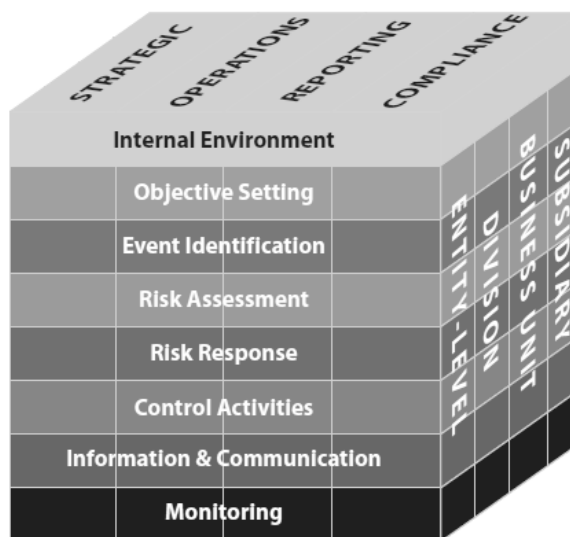 STRATEGIC
OPERATIONS
REPORTING
COMPLIANCE
Internal Environment
Objective Setting
Event Identification
Risk Assessment
Risk Response
Control Activities
Information & Communication
Monitoring
ENTITY-LEVEL
DIVISION
BUSINESS UNIT
SUBSIDIARY